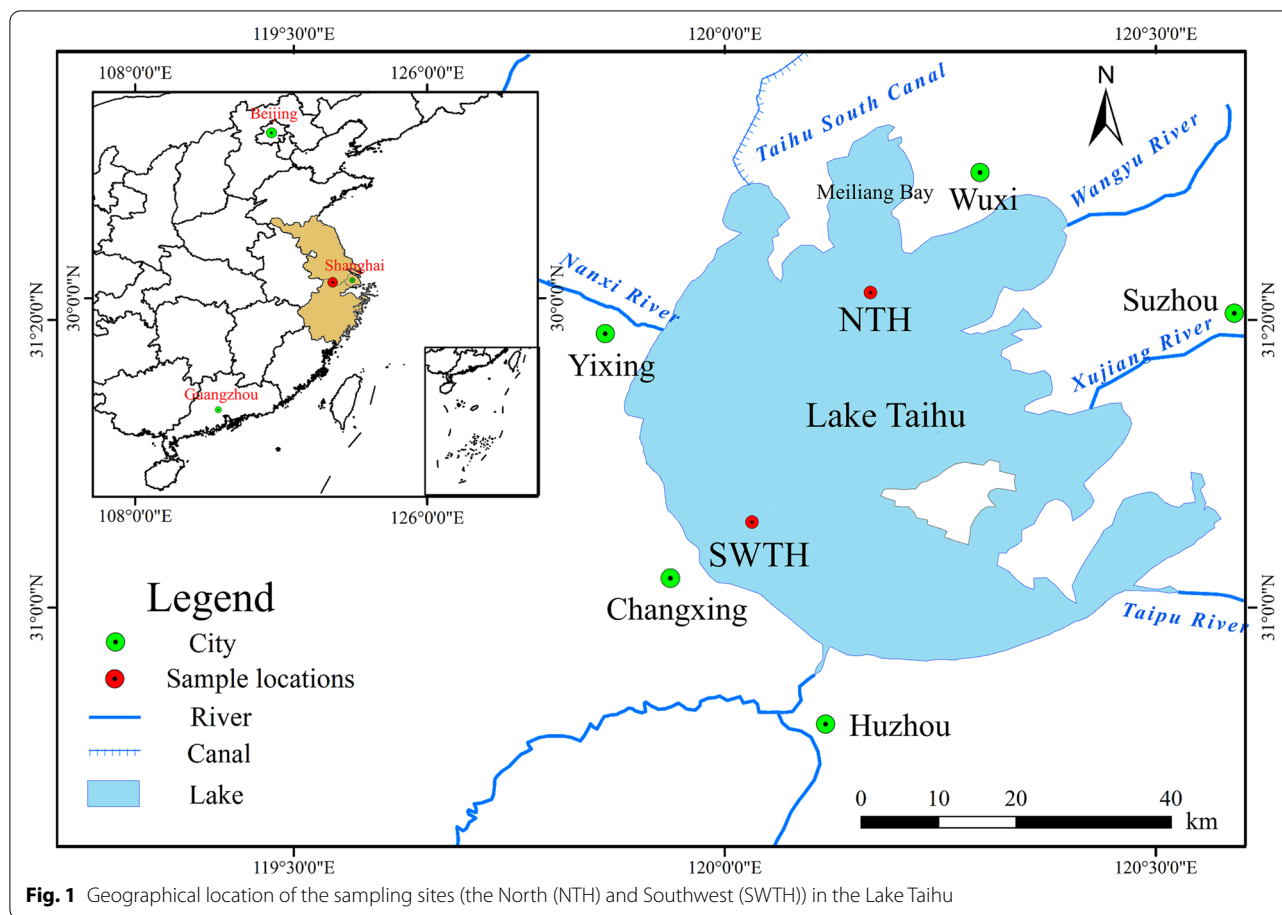 119°30'0"E
120°0'0"E
120°30'0"E
108°0'0"E
126°0'0"E
Beijing
Shanghai
Guangzhou
30°0'0"N
30°0'0"N
108°0'0"E
126°0'0"E
31°20'0"N
31°0'0"N
Taihu South Canal
N
Meiliang Bay
Wuxi
Wangyu River
Nanxi River
Yixing
NTH
Suzhou
Xujiang River
31°20'0"N
Lake Taihu
SWTH
Changxing
Taipu River
31°0'0"N
Huzhou
Legend
City
Sample locations
River
Canal
Lake
0 10 20 40
km
119°30'0"E
120°0'0"E
120°30'0"E
Fig. 1 Geographical location of the sampling sites (the North (NTH) and Southwest (SWTH)) in the Lake Taihu